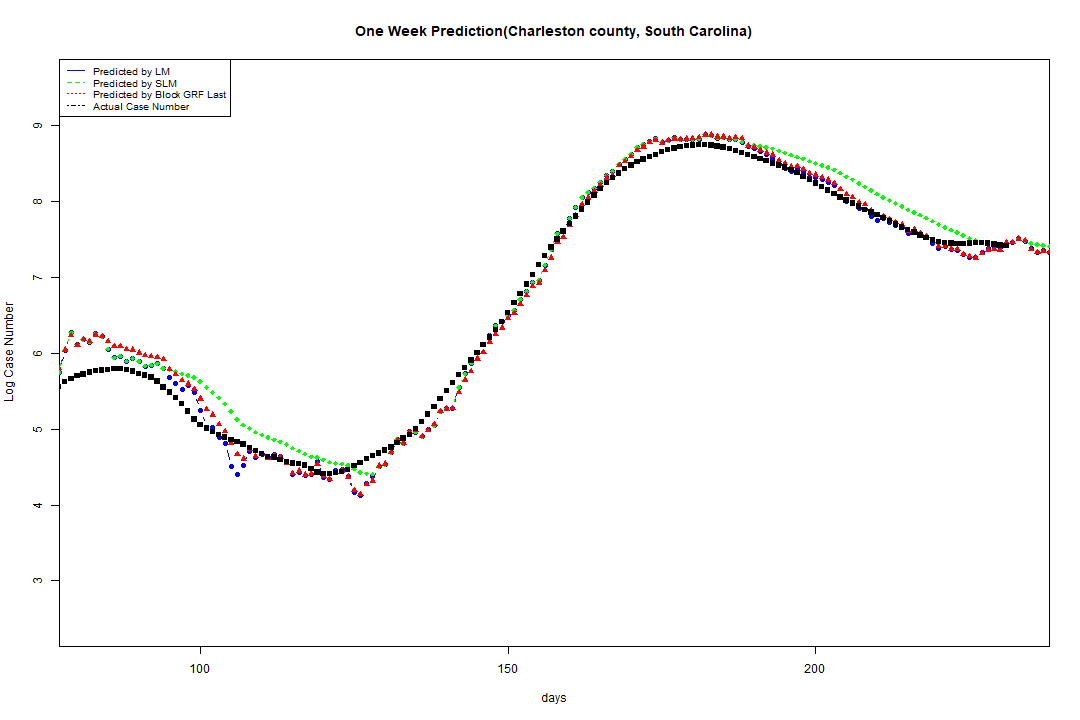 One Week Prediction(Charleston county, South Carolina)
Predicted by LM
Predicted by SLM
Predicted by Block GRF Last
Actual Case Number
Log Case Number
9
8
7
6
5
4
3
100 150 200
days